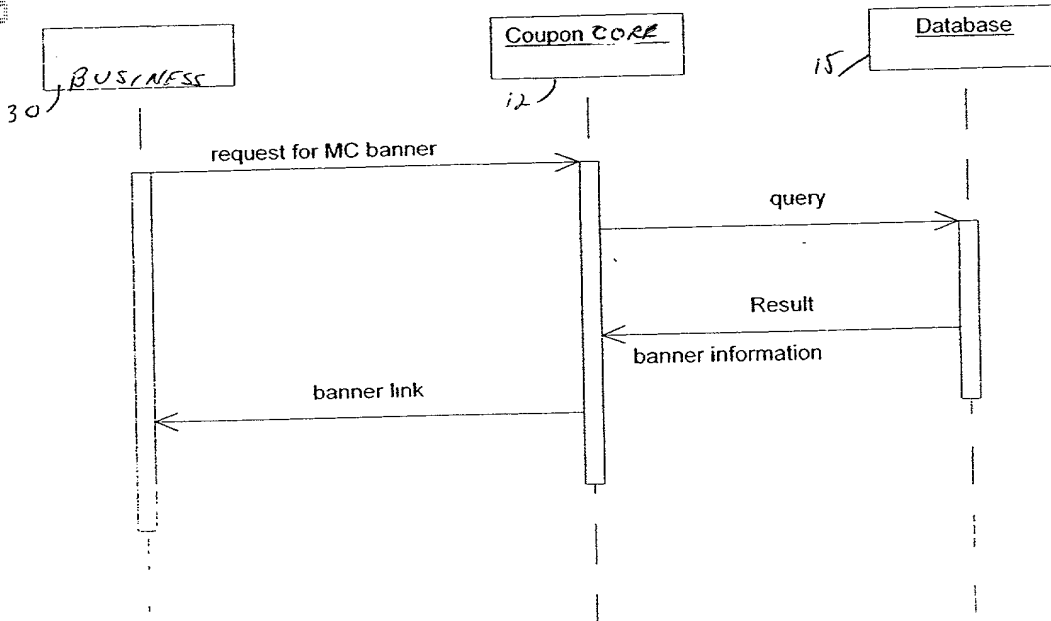 BUSINESS
Coupon CORE
Database
30
12
15
request for MC banner
query
Result
banner information
banner link